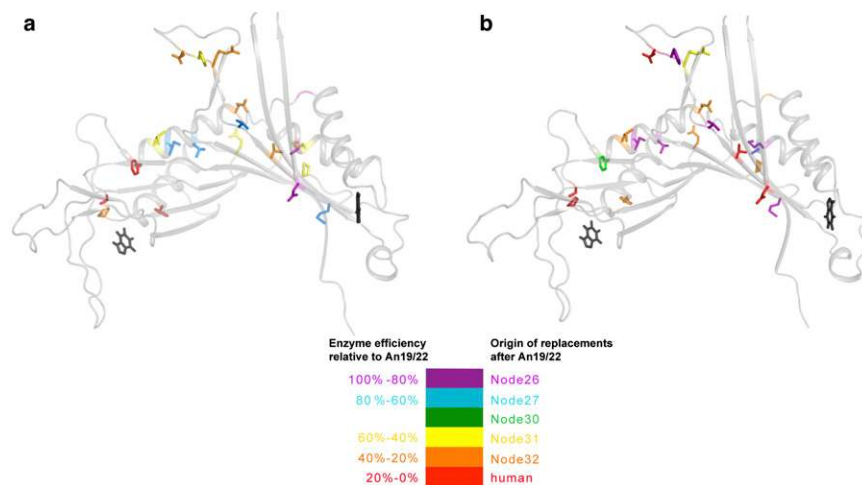 a
b
Enzyme efficiency
relative to An19/22
Origin of replacements
after An19/22
100%-80% Node26
80%-60% Node27
Node30
60%-40% Node31
40%-20% Node32
20%-0% human